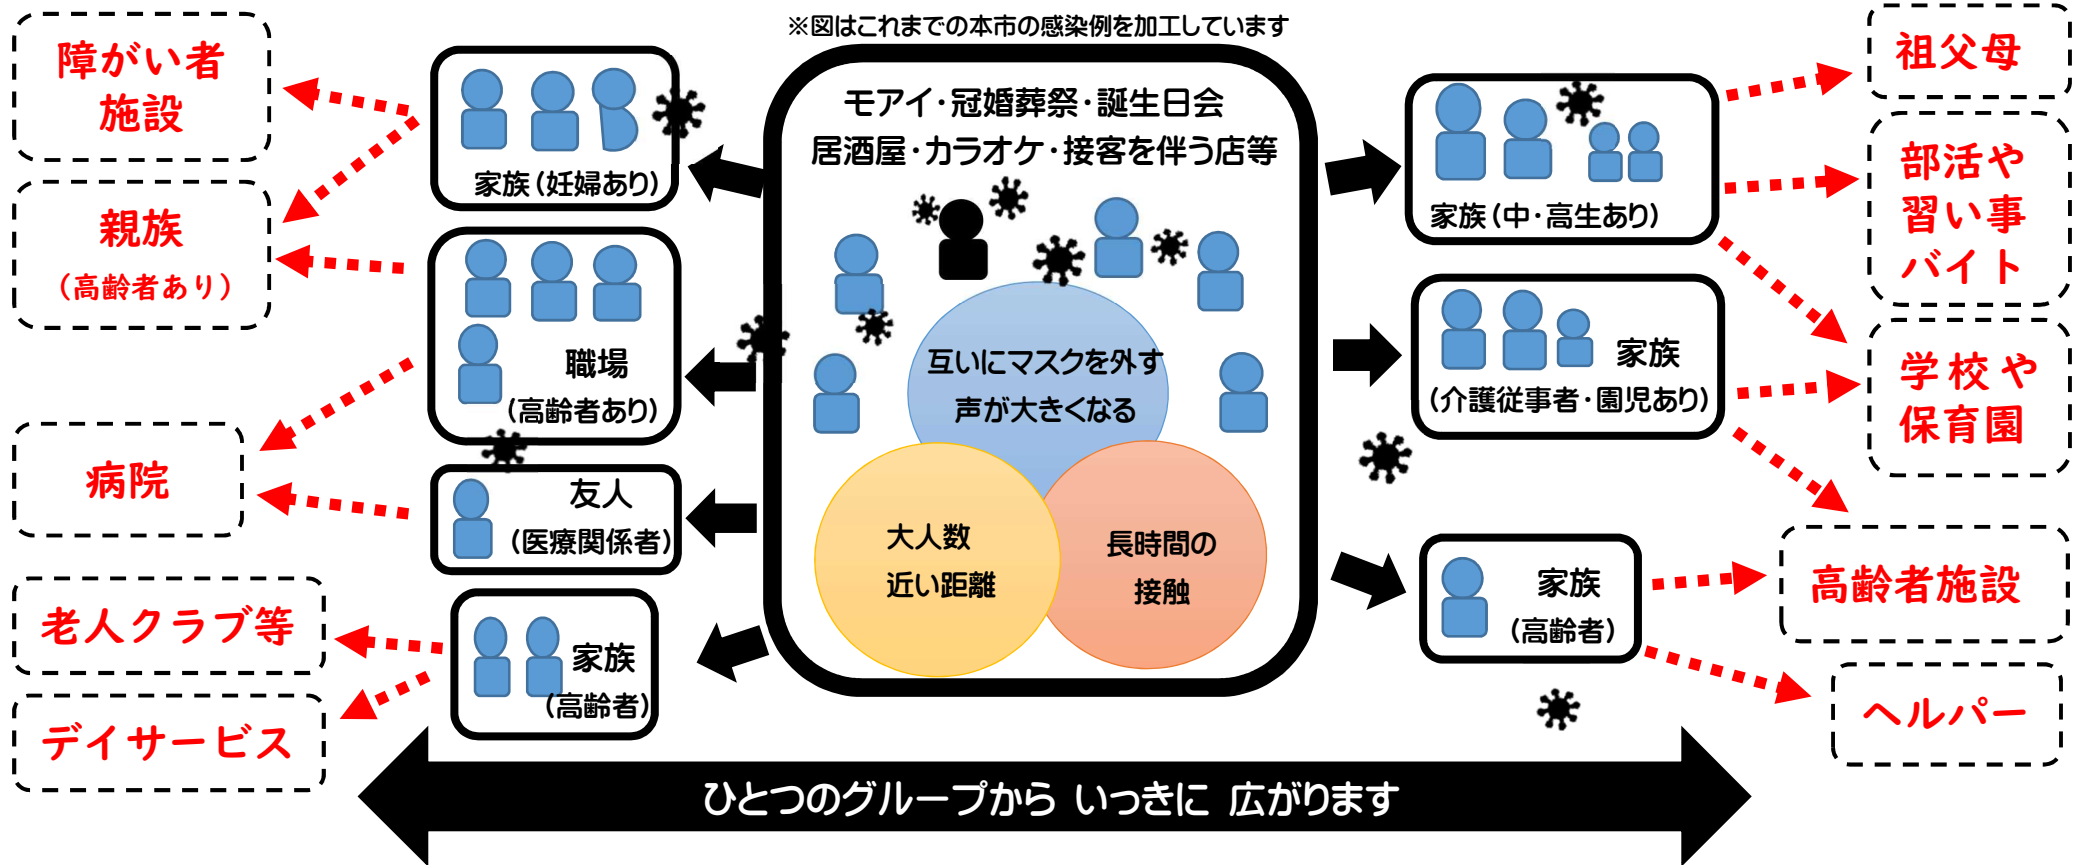 ※図はこれまでの本市の感染例を加工しています
モアイ・冠婚葬祭・誕生日会
居酒屋・カラオケ・接客を伴う店等
互いにマスクを外す
声が大きくなる
大人数
近い距離
長時間の
接触
障がい者
施設
親族
（高齢者あり）
病院
老人クラブ等
デイサービス
家族（妊婦あり）
職場
（高齢者あり）
友人
（医療関係者）
家族
（高齢者）
家族（中・高生あり）
家族
（介護従事者・園児あり）
家族
（高齢者）
祖父母
部活や
習い事
バイト
学校や
保育園
高齢者施設
ヘルパー
ひとつのグループから いっきに 広がります